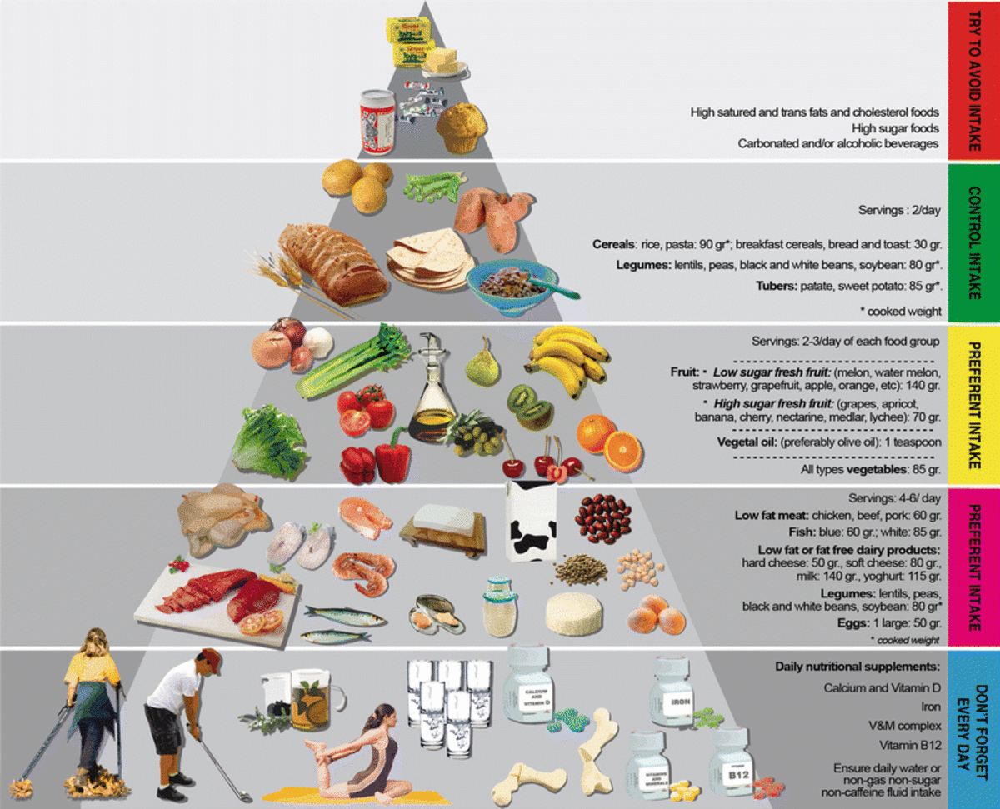 TRY TO AVOID INTAKE
High satured and trans fats and cholesterol foods
High sugar foods
Carbonated and/or alcoholic beverages
CONTROL INTAKE
Servings : 2/day
Cereals: rice, pasta: 90 gr*; breakfast cereals, bread and toast: 30 gr.
Legumes: lentils, peas, black and white beans, soybean: 80 gr*.
Tubers: patate, sweet potato: 85 gr*.
* cooked weight
PREFERENT INTAKE
Servings: 2-3/day of each food group
Fruit: · Low sugar fresh fruit: (melon, water melon,
strawberry, grapefruit, apple, orange, etc): 140 gr.
· High sugar fresh fruit: (grapes, apricot,
banana, cherry, nectarine, medlar, lychee): 70 gr.
Vegetal oil: (preferably olive oil): 1 teaspoon
All types vegetables: 85 gr.
PREFERENT INTAKE
Servings: 4-6/ day
Low fat meat: chicken, beef, pork: 60 gr.
Fish: blue: 60 gr.; white: 85 gr.
Low fat or fat free dairy products:
hard cheese: 50 gr., soft cheese: 80 gr.,
milk: 140 gr., yoghurt: 115 gr.
Legumes: lentils, peas,
black and white beans, soybean: 80 gr*
Eggs: 1 large: 50 gr.
* cooked weight
DON'T FORGET
EVERY DAY
Daily nutritional supplements:
Calcium and Vitamin D
Iron
V&M complex
Vitamin B12
Ensure daily water or
non-gas non-sugar
non-caffeine fluid intake
CALCIUM
AND
VITAMIN D
IRON
VITAMINS
AND
MINERALS
VITAMIN
B12